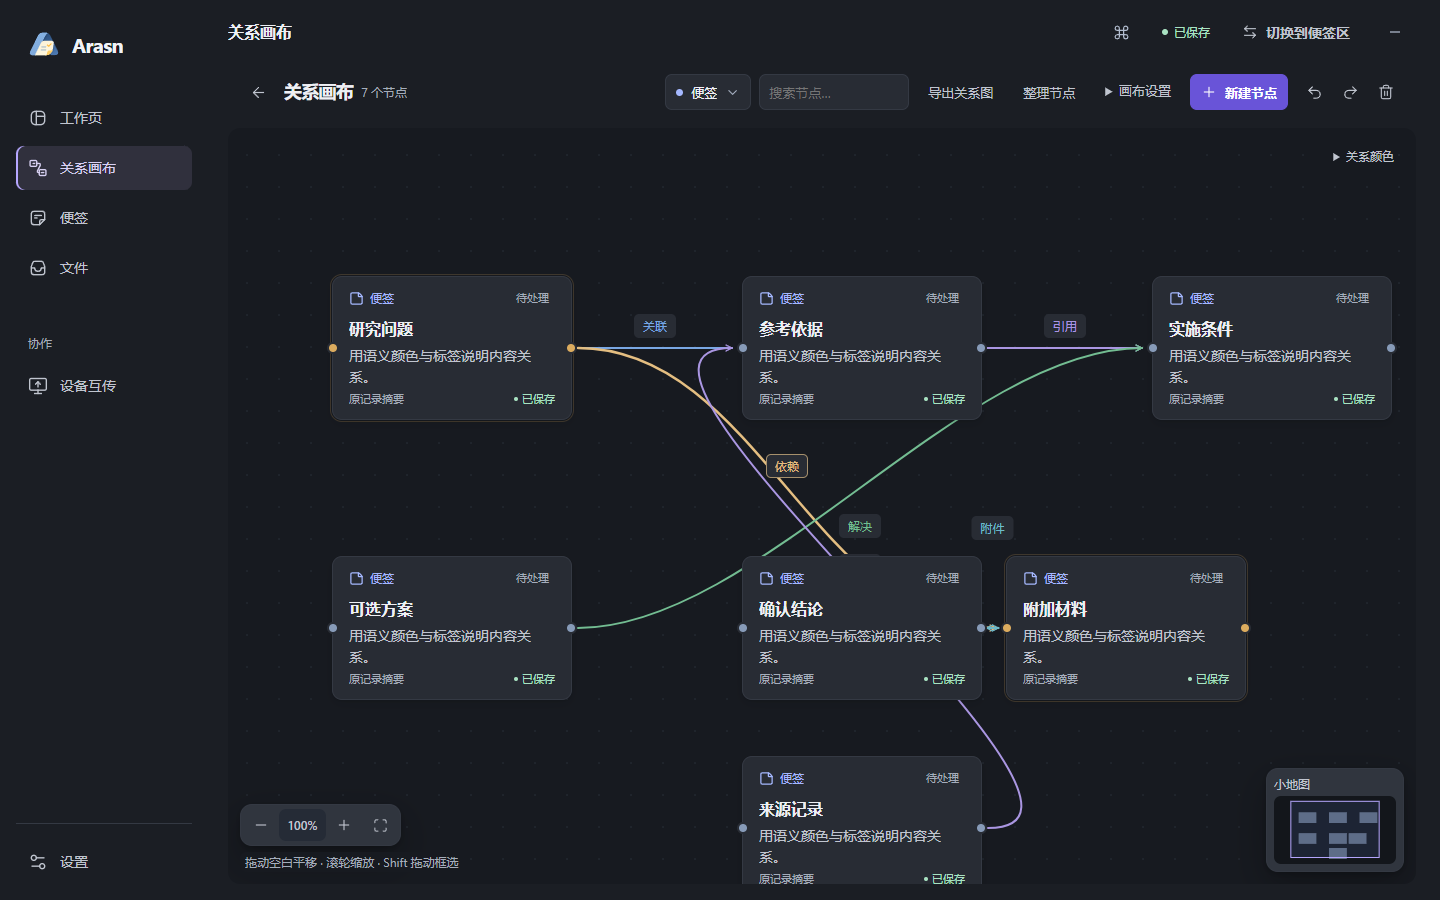 Arasn
工作页
关系画布
便签
文件
协作
设备互传
设置
关系画布
已保存
切换到便签区
关系画布
7 个节点
便签
搜索节点...
导出关系图
整理节点
画布设置
新建节点
关系颜色
便签
待处理
研究问题
用语义颜色与标签说明内容关
系。
原记录摘要
已保存
关联
便签
待处理
参考依据
用语义颜色与标签说明内容关
系。
原记录摘要
已保存
引用
便签
待处理
实施条件
用语义颜色与标签说明内容关
系。
原记录摘要
已保存
依赖
解决
附件
便签
待处理
可选方案
用语义颜色与标签说明内容关
系。
原记录摘要
已保存
便签
待处理
确认结论
用语义颜色与标签说明内容关
系。
原记录摘要
已保存
便签
待处理
附加材料
用语义颜色与标签说明内容关
系。
原记录摘要
已保存
便签
待处理
来源记录
用语义颜色与标签说明内容关
系。
原记录摘要
已保存
100%
拖动空白平移 · 滚轮缩放 · Shift 拖动框选
小地图